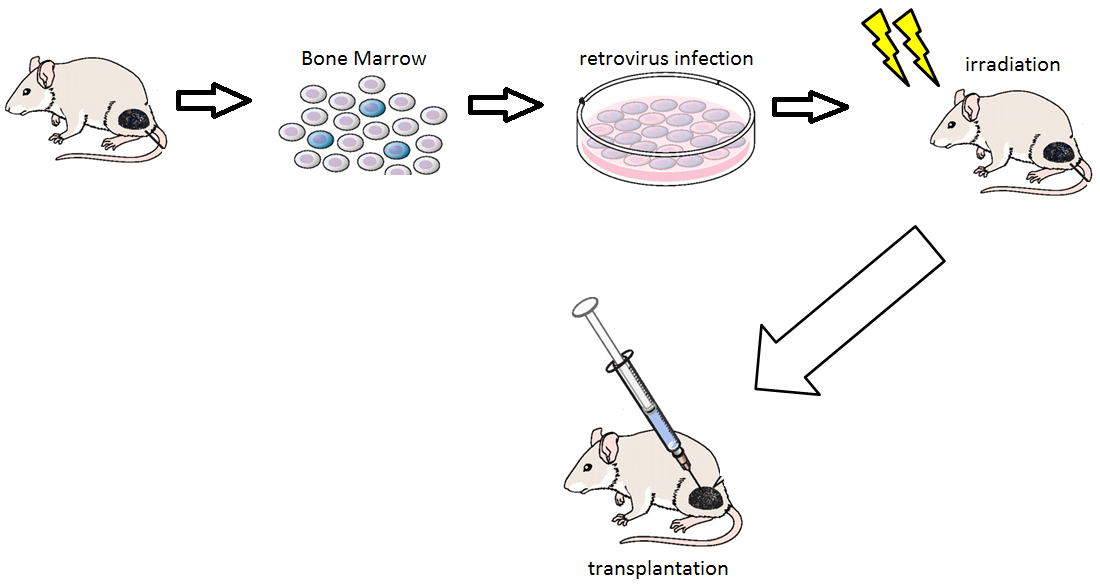 Bone Marrow
retrovirus infection
irradiation
transplantation